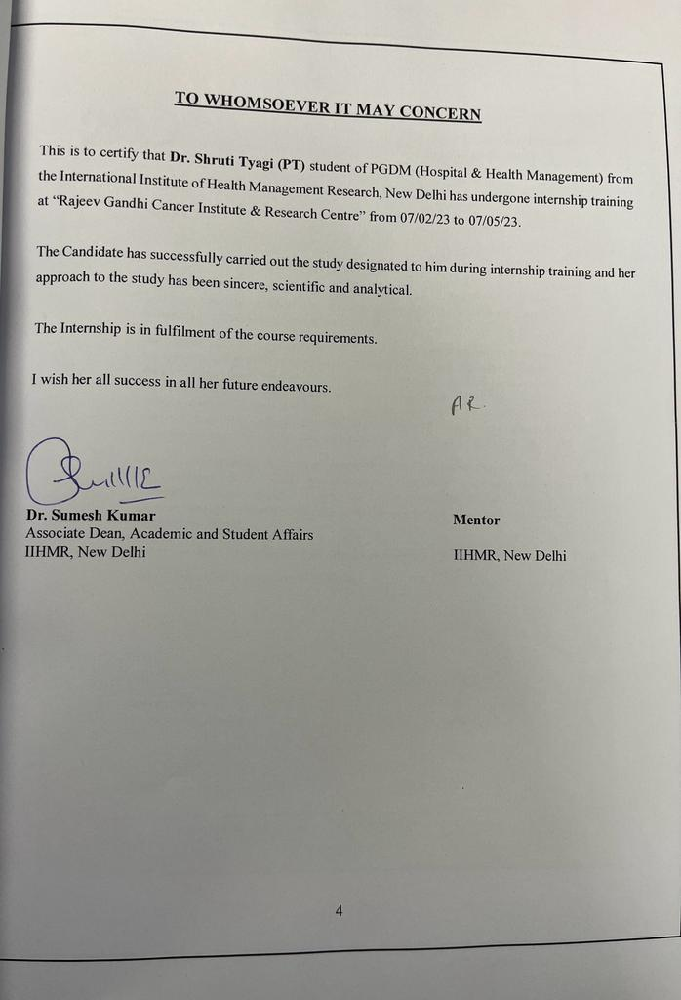 TO WHOMSOEVER IT MAY CONCERN
This is to certify that Dr. Shruti Tyagi (PT) student of PGDM (Hospital & Health Management) from
the International Institute of Health Management Research, New Delhi has undergone internship training
at “Rajeev Gandhi Cancer Institute & Research Centre” from 07/02/23 to 07/05/23.
The Candidate has successfully carried out the study designated to him during internship training and her
approach to the study has been sincere, scientific and analytical.
The Internship is in fulfilment of the course requirements.
I wish her all success in all her future endeavours.
AR.
Dr. Sumesh Kumar
Associate Dean, Academic and Student Affairs
IIHMR, New Delhi
Mentor
IIHMR, New Delhi
4